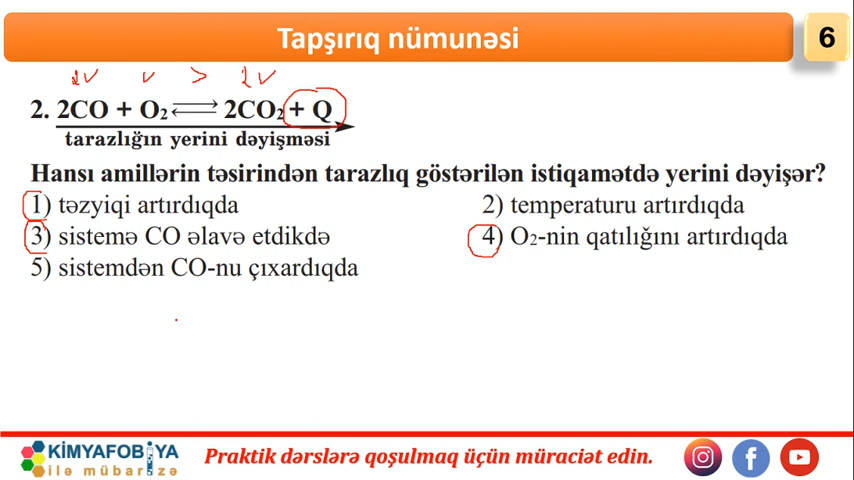 Tapşırıq nümunəsi
6
2V V > 2V
2. 2CO + O₂ ⇌ 2CO₂ + Q
tarazlığın yerini dəyişməsi
Hansı amillərin təsirindən tarazlıq göstərilən istiqamətdə yerini dəyişər?
1) təzyiqi artırdıqda 2) temperaturu artırdıqda
3) sistemə CO əlavə etdikdə 4) O₂-nin qatılığını artırdıqda
5) sistemdən CO-nu çıxardıqda
KİMYAFOBİYA
ilə mübarizə
Praktik dərslərə qoşulmaq üçün müraciət edin.